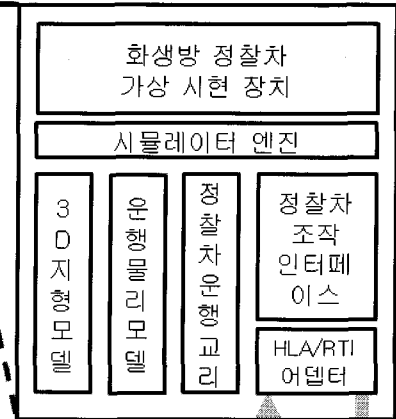 화생방 정찰차
가상 시현 장치
시뮬레이터 엔진
3D지형모델
운행물리모델
정찰차운행교리
정찰차
조작
인터페
이스
HLA/RTI
어뎁터